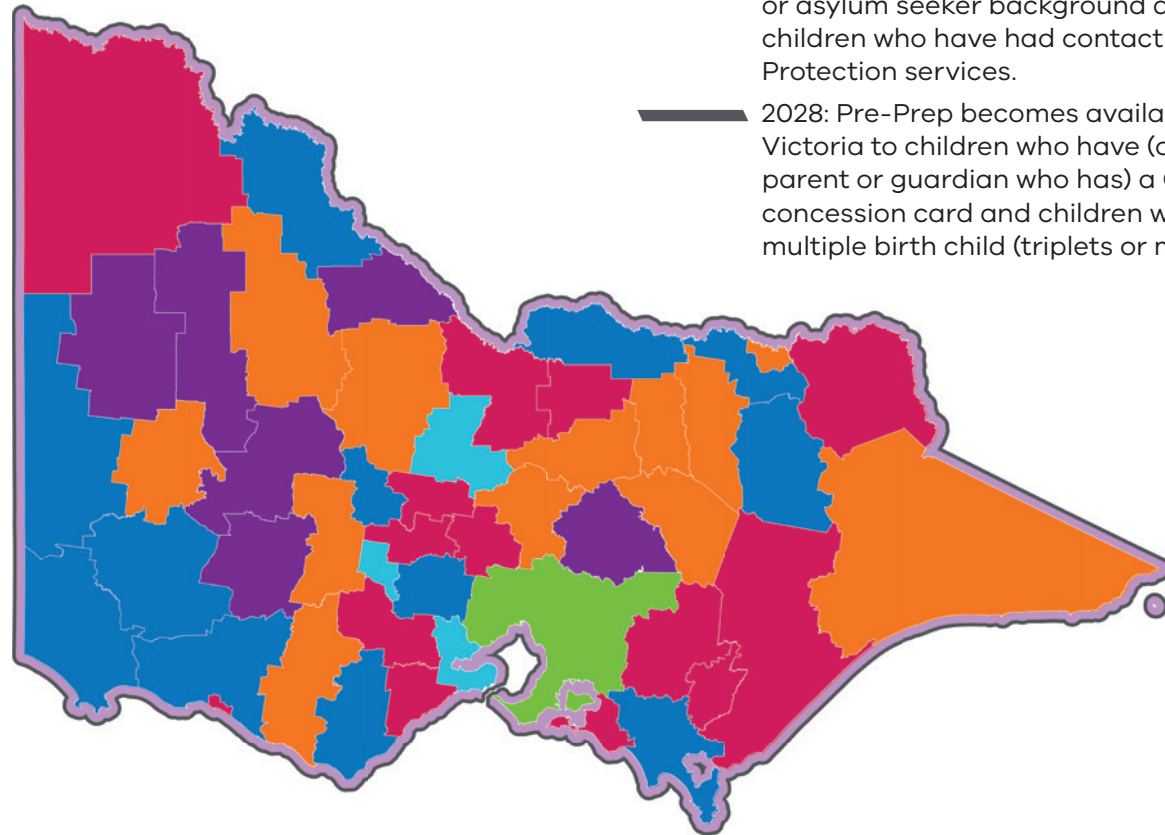 or asylum seeker background
children who have had contact
Protection services.
2028: Pre-Prep becomes
Victoria to children who have
parent or guardian who has) a
concession card and children
multiple birth child (triplets or